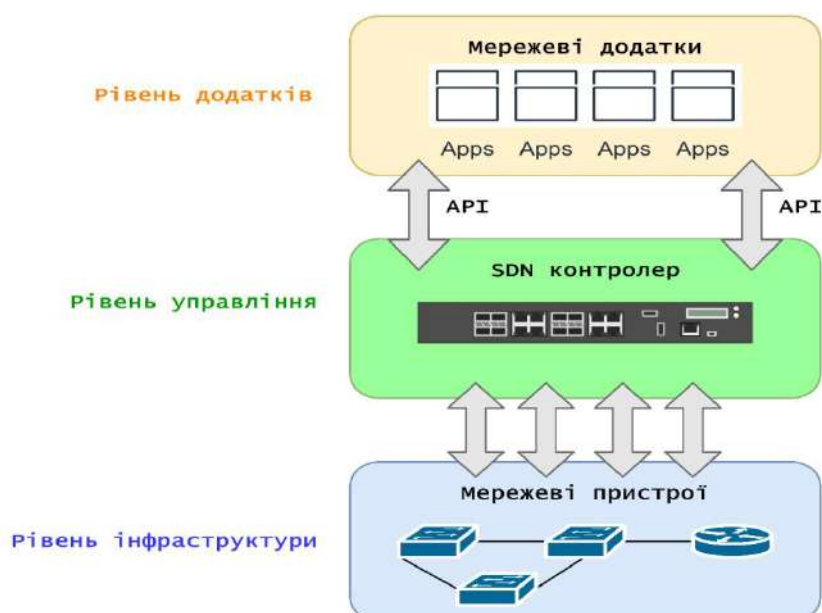 Мережеві додатки
Рівень додатків
Apps Apps Apps Apps
API API
SDN контролер
Рівень управління
Мережеві пристрої
Рівень інфраструктури